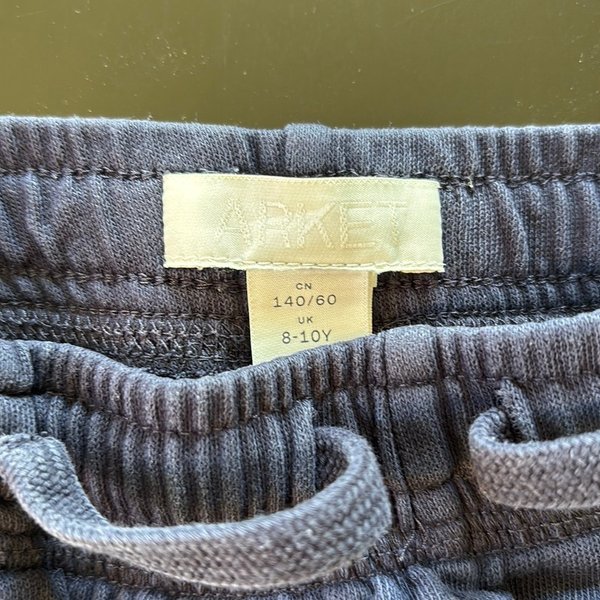 ARKET
CN
140/60
UK
8-10Y